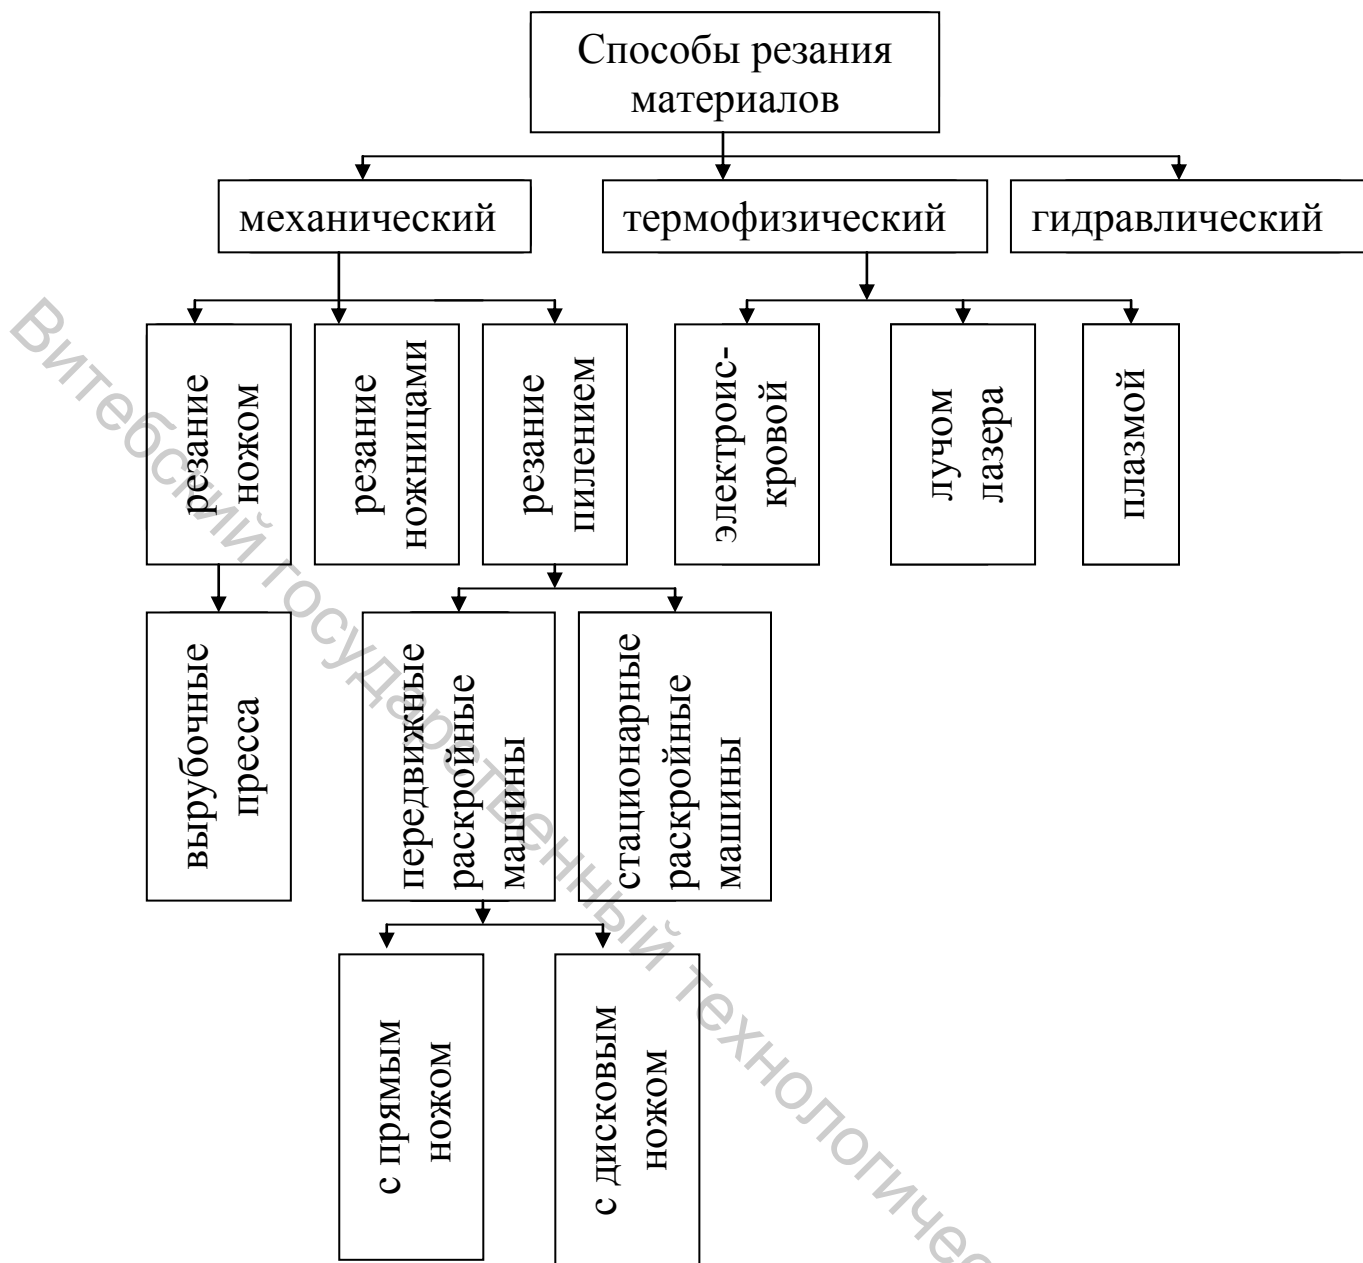 Способы резания
материалов
механический
термофизический
гидравлический
резание
ножом
резание
ножницами
резание
пилением
электроис-
кровой
лучом
лазера
плазмой
вырубочные
пресса
передвижные
раскройные
машины
стационарные
раскройные
машины
с прямым
ножом
с дисковым
ножом
Витебский государственный технологичес